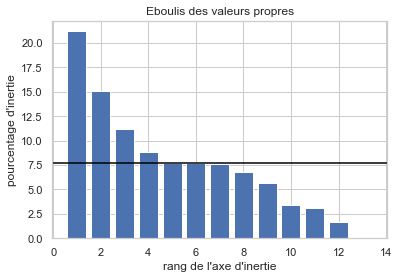 Eboulis des valeurs propres
pourcentage d'inertie
20.0
17.5
15.0
12.5
10.0
7.5
5.0
2.5
0.0
0 2 4 6 8 10 12 14
rang de l'axe d'inertie